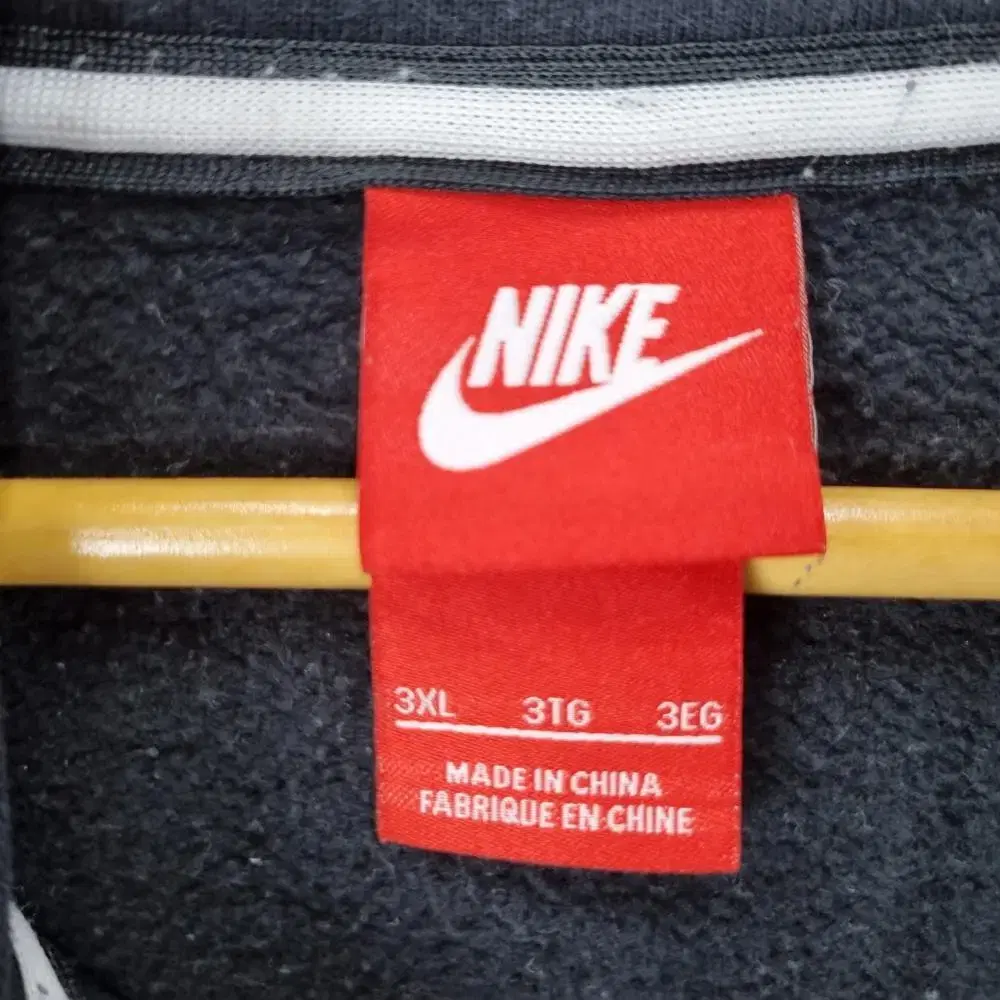 NIKE
3XL 3TG 3EG
MADE IN CHINA
FABRIQUE EN CHINE